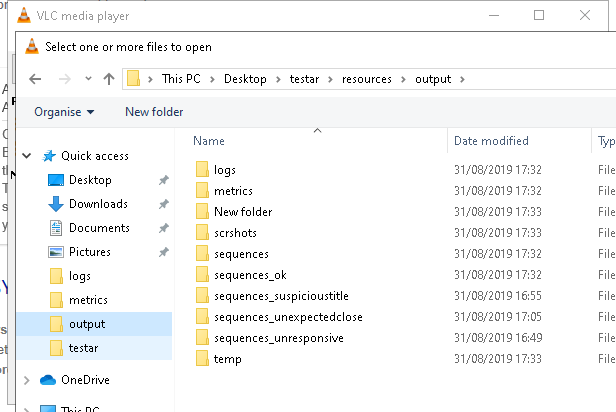 VLC media player
Select one or more files to open
This PC > Desktop > testar > resources > output >
Organise New folder
Name Date modified Typ
Quick access
Desktop
Downloads
Documents
Pictures
logs
metrics
output
testar
OneDrive
This PC
logs 31/08/2019 17:32 File
metrics 31/08/2019 17:32 File
New folder 31/08/2019 17:33 File
scrshots 31/08/2019 17:33 File
sequences 31/08/2019 17:32 File
sequences_ok 31/08/2019 17:32 File
sequences_suspicioustitle 31/08/2019 16:55 File
sequences_unexpectedclose 31/08/2019 17:05 File
sequences_unresponsive 31/08/2019 16:49 File
temp 31/08/2019 17:33 File